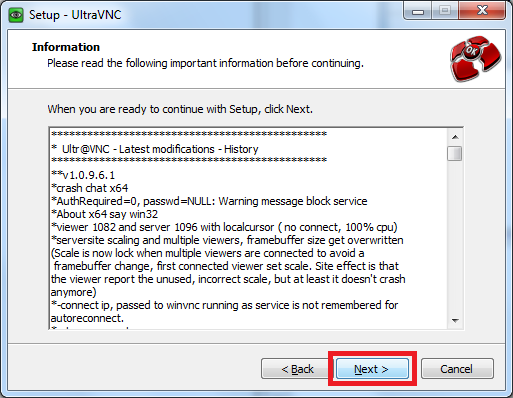 Setup - UltraVNC
Information
Please read the following important information before continuing.
OK
When you are ready to continue with Setup, click Next.
************************************************
* Ultr@VNC - Latest modifications - History
************************************************
**v1.0.9.6.1
*crash chat x64
*AuthRequired=0, passwd=NULL: Warning message block service
*About x64 say win32
*viewer 1082 and server 1096 with localcursor ( no connect, 100% cpu)
*serversite scaling and multiple viewers, framebuffer size get overwritten
(Scale is now lock when multiple viewers are connected to avoid a
framebuffer change, first connected viewer set scale. Site effect is that
the viewer report the unused, incorrect scale, but at least it doesn't crash
anymore)
*-connect ip, passed to winvnc running as service is not remembered for
autoreconnect.
< Back Next > Cancel